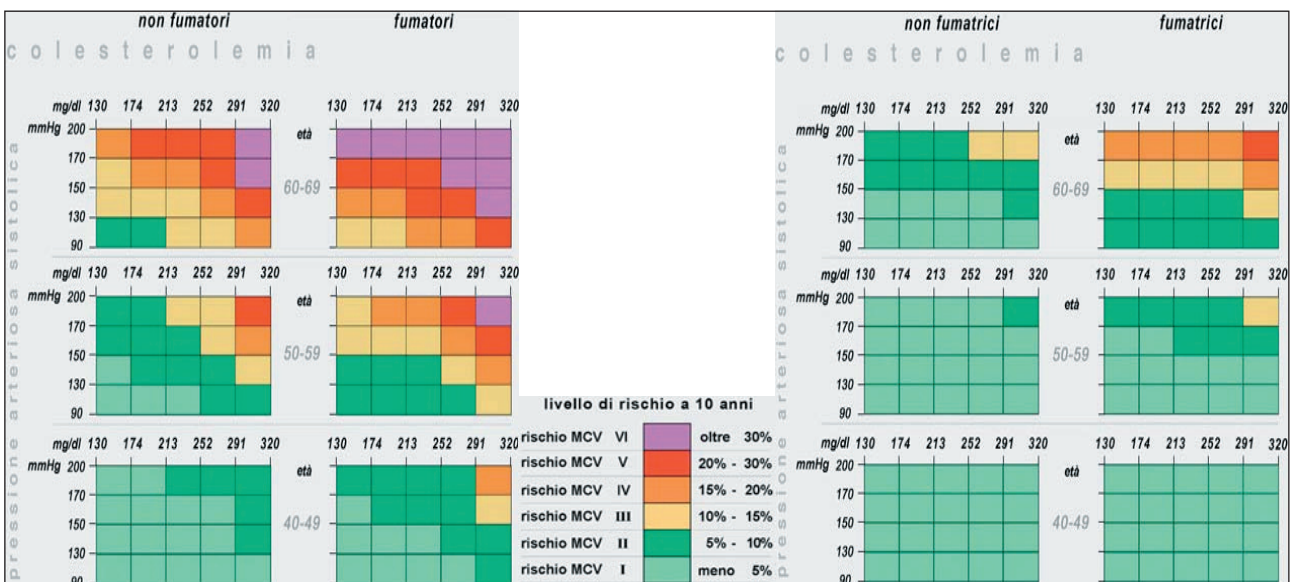 non fumatori fumatori
colesterolemia
mg/dl 130 174 213 252 291 320 130 174 213 252 291 320
mmHg 200
età
170
150
60-69
130
90
mg/dl 130 174 213 252 291 320 130 174 213 252 291 320
mmHg 200
età
170
150
50-59
130
90
mg/dl 130 174 213 252 291 320 130 174 213 252 291 320
mmHg 200
età
170
150
40-49
130
90
pressione arteriosa sistolica
livello di rischio a 10 anni
rischio MCV VI oltre 30%
rischio MCV V 20% - 30%
rischio MCV IV 15% - 20%
rischio MCV III 10% - 15%
rischio MCV II 5% - 10%
rischio MCV I meno 5%
non fumatrici fumatrici
colesterolemia
mg/dl 130 174 213 252 291 320 130 174 213 252 291 320
mmHg 200
età
170
150
60-69
130
90
mg/dl 130 174 213 252 291 320 130 174 213 252 291 320
mmHg 200
età
170
150
50-59
130
90
mg/dl 130 174 213 252 291 320 130 174 213 252 291 320
mmHg 200
età
170
150
40-49
130
90
pressione arteriosa sistolica